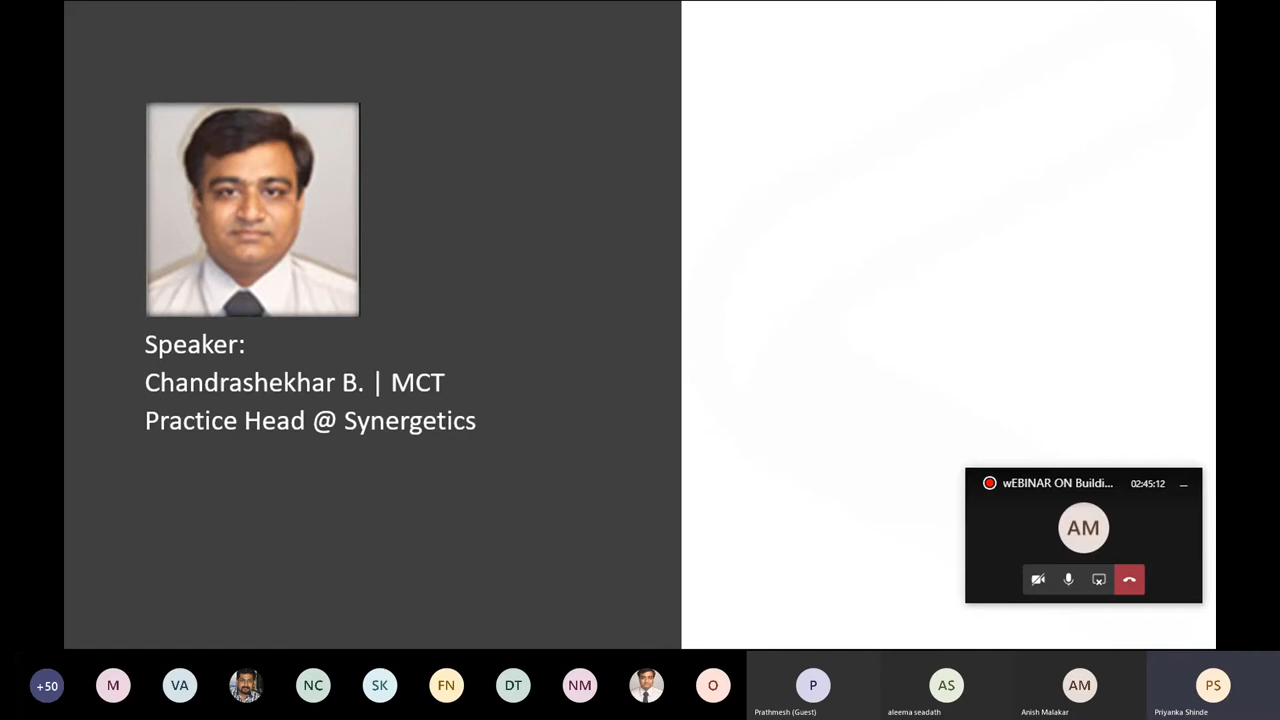 Speaker:
Chandrashekhar B. | MCT
Practice Head @ Synergetics
wEBINAR ON Buildi... 02:45:12
AM
+50 M VA NC SK FN DT NM O P AS AM PS
Prathmesh (Guest) aleema seadath Anish Malakar Priyanka Shinde